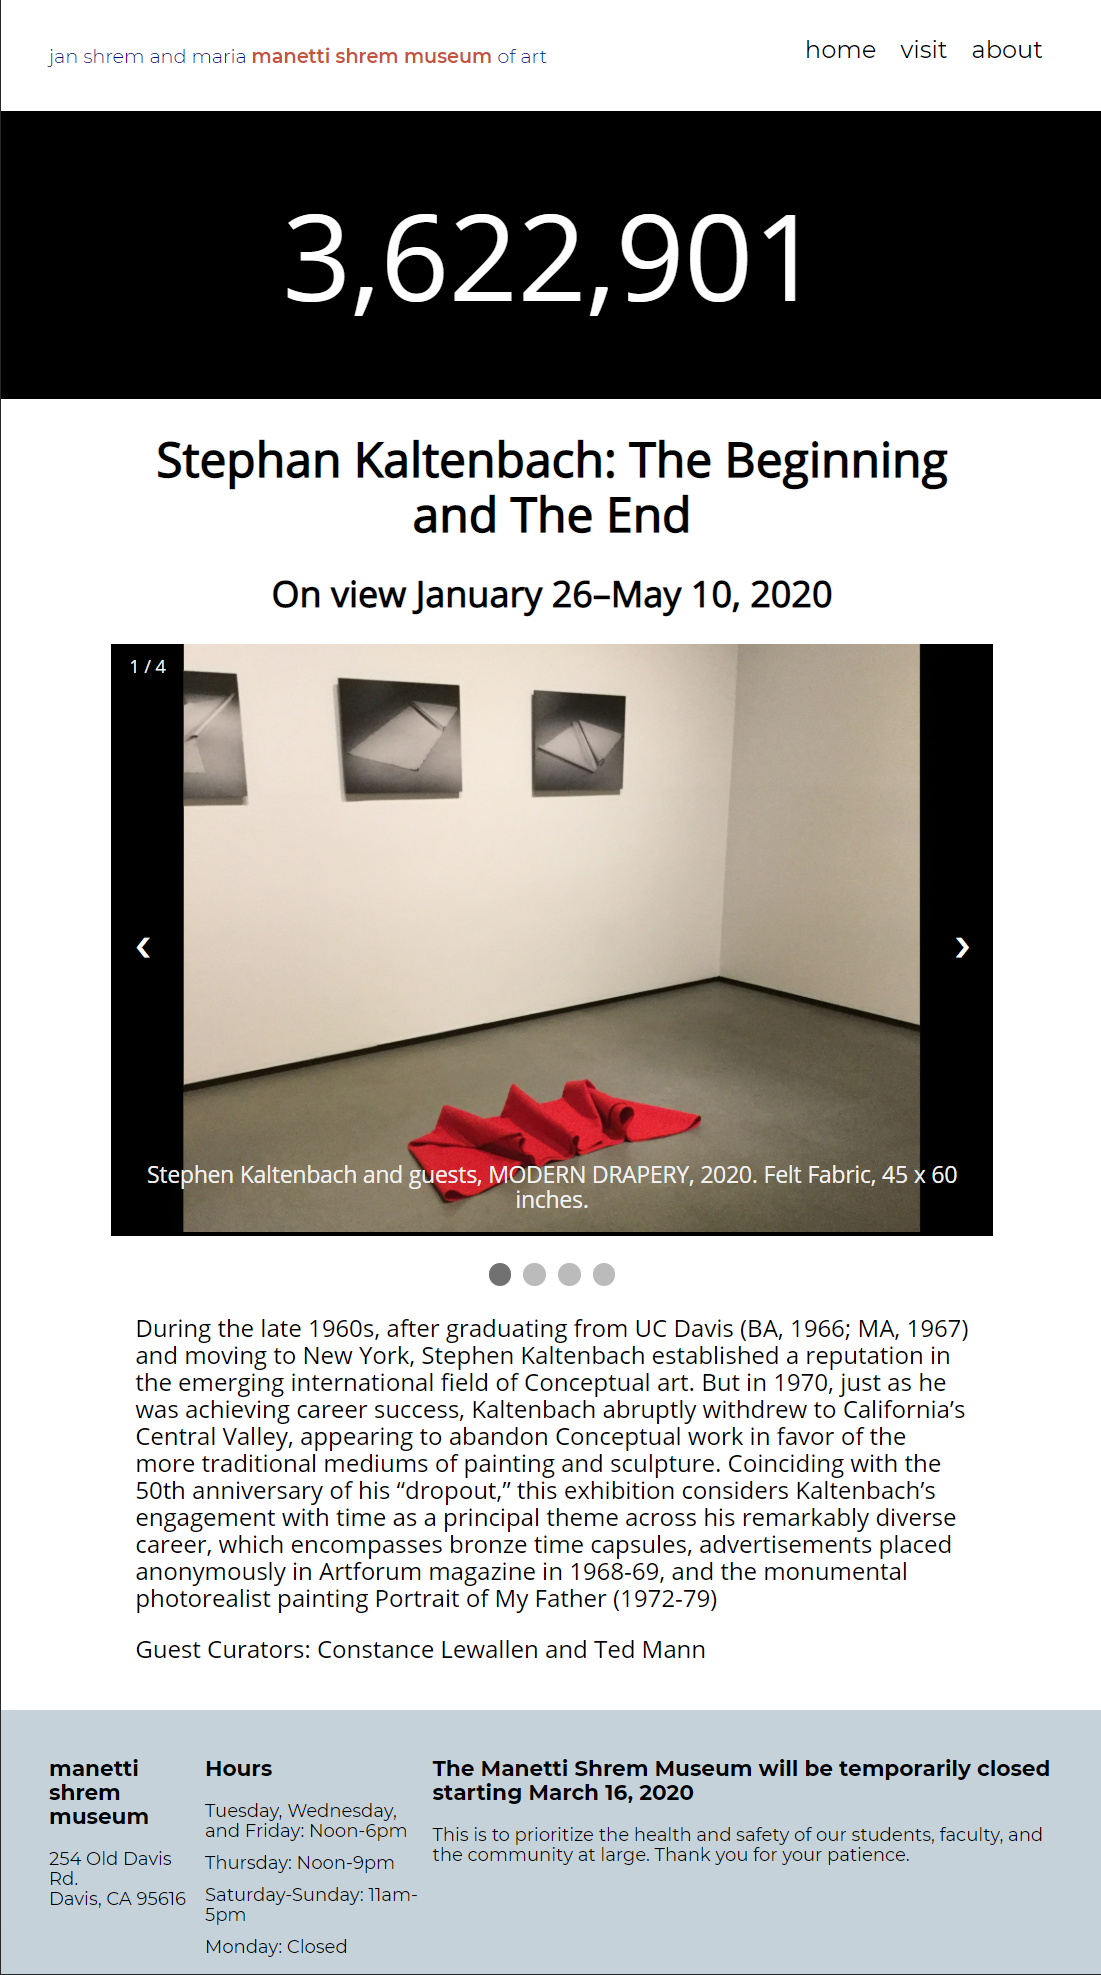 jan shrem and maria manetti shrem museum of art
home visit about
3,622,901
Stephan Kaltenbach: The Beginning
and The End
On view January 26–May 10, 2020
1 / 4
❮
❯
Stephen Kaltenbach and guests, MODERN DRAPERY, 2020. Felt Fabric, 45 x 60
inches.
During the late 1960s, after graduating from UC Davis (BA, 1966; MA, 1967)
and moving to New York, Stephen Kaltenbach established a reputation in
the emerging international field of Conceptual art. But in 1970, just as he
was achieving career success, Kaltenbach abruptly withdrew to California’s
Central Valley, appearing to abandon Conceptual work in favor of the
more traditional mediums of painting and sculpture. Coinciding with the
50th anniversary of his “dropout,” this exhibition considers Kaltenbach’s
engagement with time as a principal theme across his remarkably diverse
career, which encompasses bronze time capsules, advertisements placed
anonymously in Artforum magazine in 1968-69, and the monumental
photorealist painting Portrait of My Father (1972-79)
Guest Curators: Constance Lewallen and Ted Mann
manetti
shrem
museum
254 Old Davis
Rd.
Davis, CA 95616
Hours
Tuesday, Wednesday,
and Friday: Noon-6pm
Thursday: Noon-9pm
Saturday-Sunday: 11am-
5pm
Monday: Closed
The Manetti Shrem Museum will be temporarily closed
starting March 16, 2020
This is to prioritize the health and safety of our students, faculty, and
the community at large. Thank you for your patience.